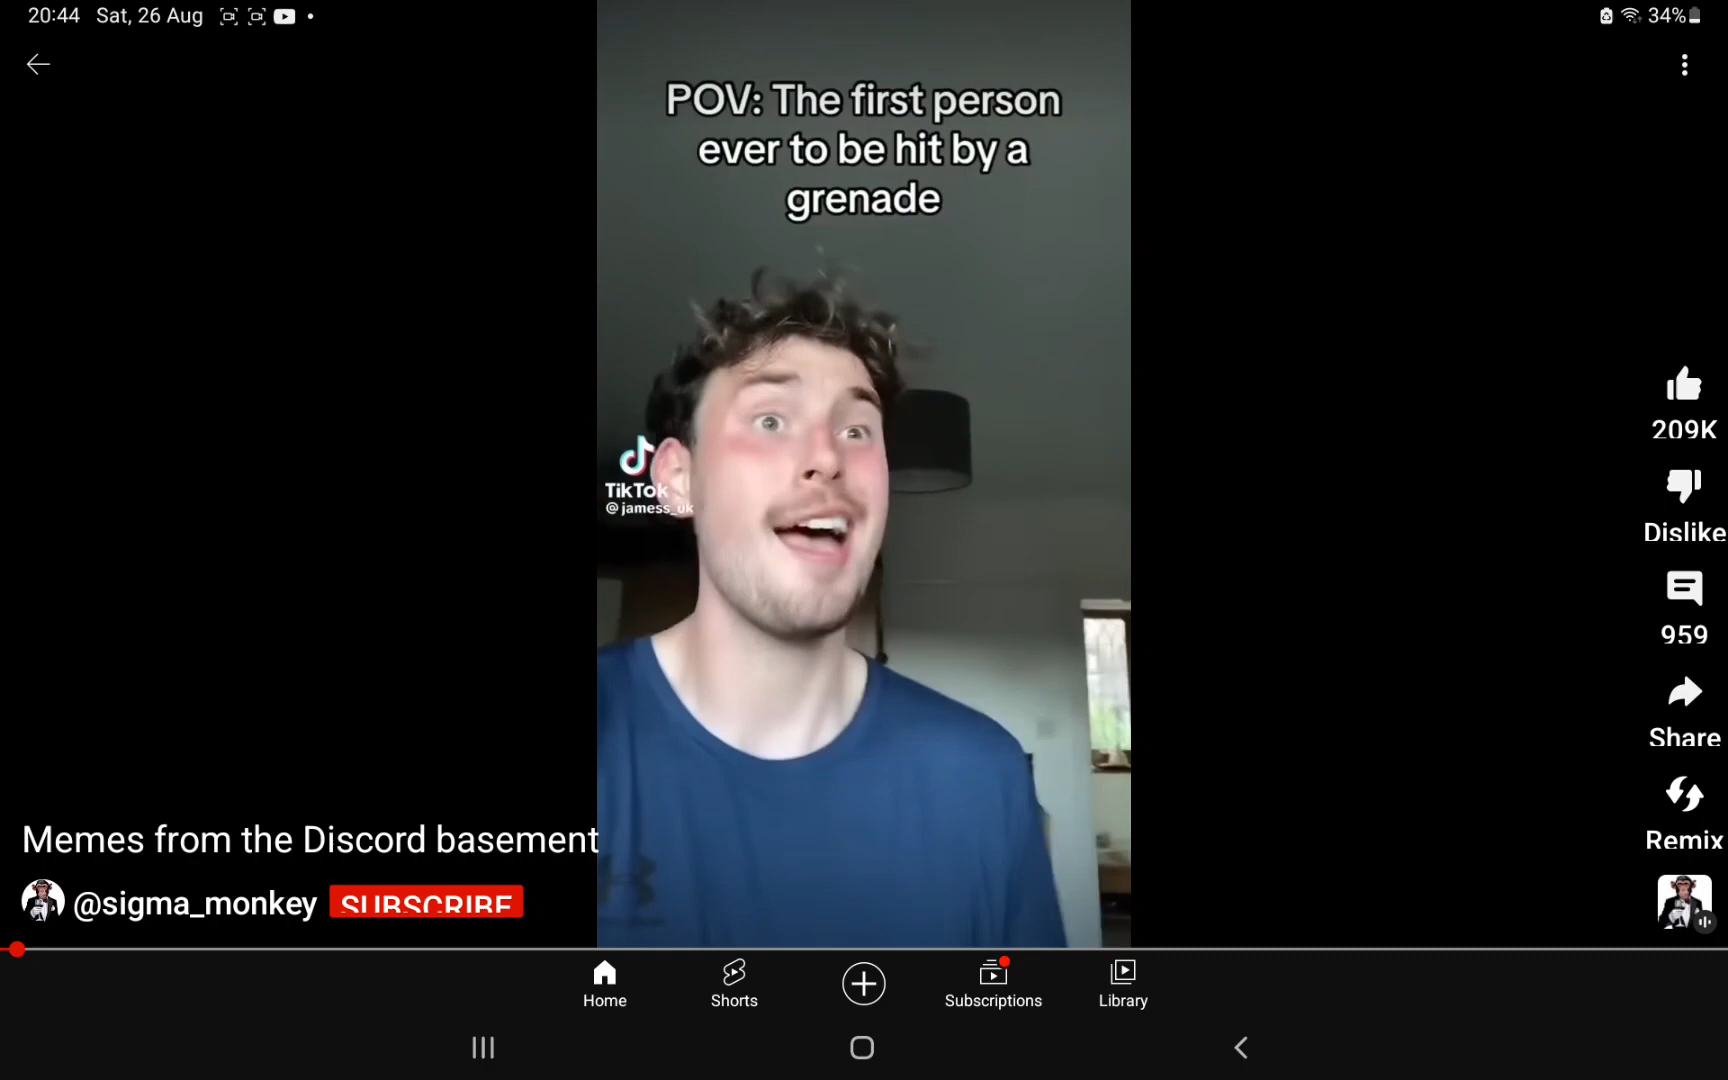 20:44 Sat, 26 Aug
34%
POV: The first person
ever to be hit by a
grenade
TikTok
@jamess_uk
209K
Dislike
959
Share
Remix
Memes from the Discord basement
@sigma_monkey SUBSCRIBE
Home Shorts Subscriptions Library